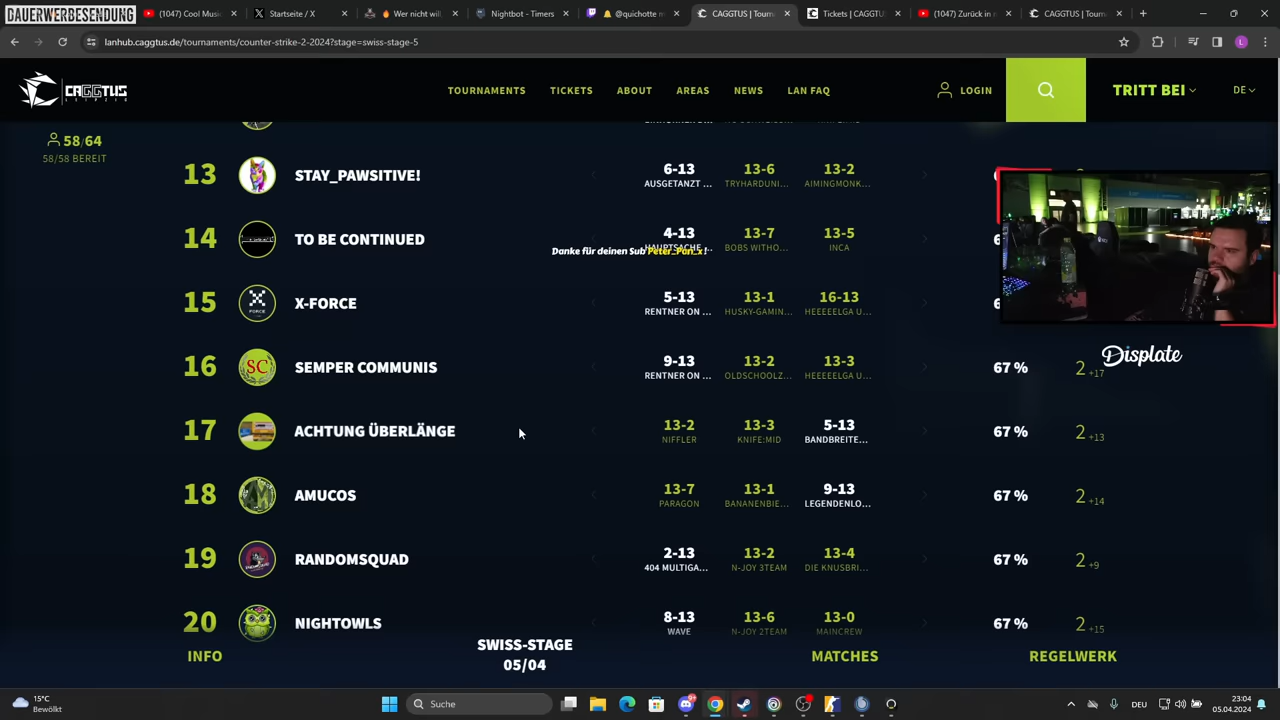 DAUERWERBESENDUNG
(1047) Cool Music
Startseite / X
Wer nicht will,
Nightbot - Timers
@quichotte m
CAGGTUS | Tourn
Tickets | CAGGTUS
(1047) Zurück in
CAGGTUS | Tourn
lanhub.caggtus.de/tournaments/counter-strike-2-2024?stage=swiss-stage-5
CAGGTUS
LEIPZIG
TOURNAMENTS
TICKETS
ABOUT
AREAS
NEWS
LAN FAQ
LOGIN
TRITT BEI
DE
58/64
58/58 BEREIT
13 STAY_PAWSITIVE! 6-13 13-6 13-2
AUSGETANZT ... TRYHARDUNI... AIMINGMONK...
14 TO BE CONTINUED 4-13 13-7 13-5
HAUPTSACHE ... BOBS WITHO... INCA
Danke für deinen Sub Peter_Pan_x !
15 X-FORCE 5-13 13-1 16-13
RENTNER ON ... HUSKY-GAMIN... HEEEEELGA U...
16 SEMPER COMMUNIS 9-13 13-2 13-3 67 % 2 +17
RENTNER ON ... OLDSCHOOLZ... HEEEEELGA U...
Displate
17 ACHTUNG ÜBERLÄNGE 13-2 13-3 5-13 67 % 2 +13
NIFFLER KNIFE:MID BANDBREITE...
18 AMUCOS 13-7 13-1 9-13 67 % 2 +14
PARAGON BANANENBIE... LEGENDENLO...
19 RANDOMSQUAD 2-13 13-2 13-4 67 % 2 +9
404 MULTIGA... N-JOY 3TEAM DIE KNUSBRI...
20 NIGHTOWLS 8-13 13-6 13-0 67 % 2 +15
WAVE N-JOY 2TEAM MAINCREW
INFO
SWISS-STAGE
05/04
MATCHES
REGELWERK
15°C
Bewölkt
Suche
DEU
23:04
05.04.2024